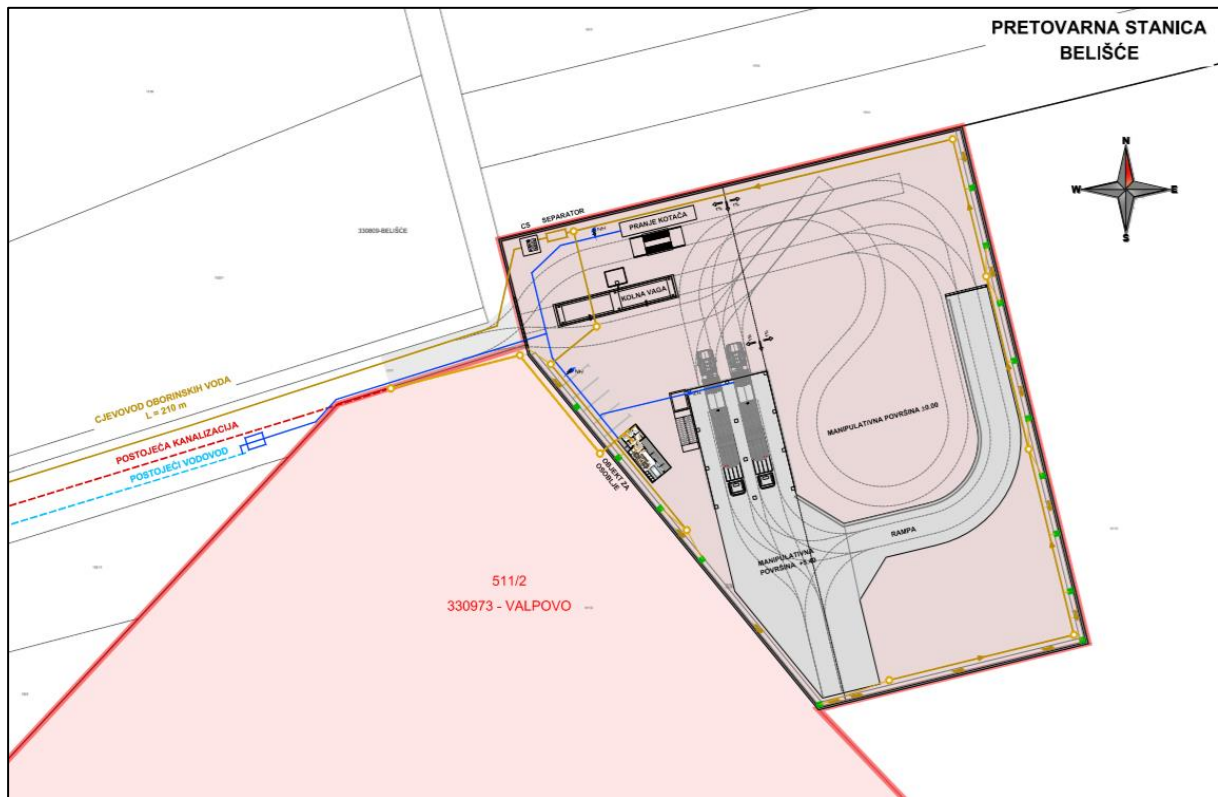 PRETOVARNA STANICA
BELIŠĆE
N
W
E
S
CS
SEPARATOR
PRANJE KOTAČA
330809-BELIŠĆE
KOLNA VAGA
CJEVOVOD OBORINSKIH VODA
L = 210 m
POSTOJEĆA KANALIZACIJA
POSTOJEĆI VODOVOD
MANIPULATIVNA POVRŠINA ±0.00
OBJEKT ZA
OSOBLJE
RAMPA
MANIPULATIVNA
POVRŠINA
511/2
330973 - VALPOVO